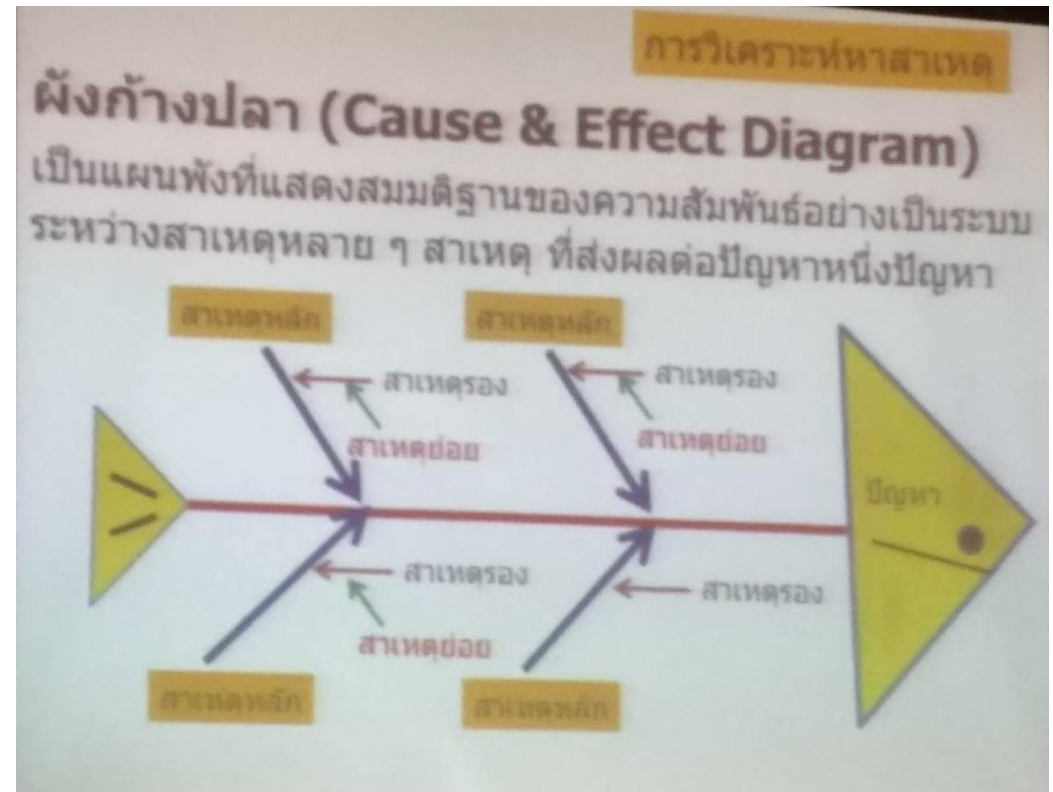 การวิเคราะห์หาสาเหตุ
ผังก้างปลา (Cause & Effect Diagram)
เป็นแผนพังที่แสดงสมมติฐานของความสัมพันธ์อย่างเป็นระบบ
ระหว่างสาเหตุหลาย ๆ สาเหตุ ที่ส่งผลต่อปัญหาหนึ่งปัญหา
สาเหตุหลัก สาเหตุหลัก
สาเหตุรอง สาเหตุรอง
สาเหตุย่อย สาเหตุย่อย
ปัญหา
สาเหตุรอง สาเหตุรอง
สาเหตุย่อย
สาเหตุหลัก สาเหตุหลัก